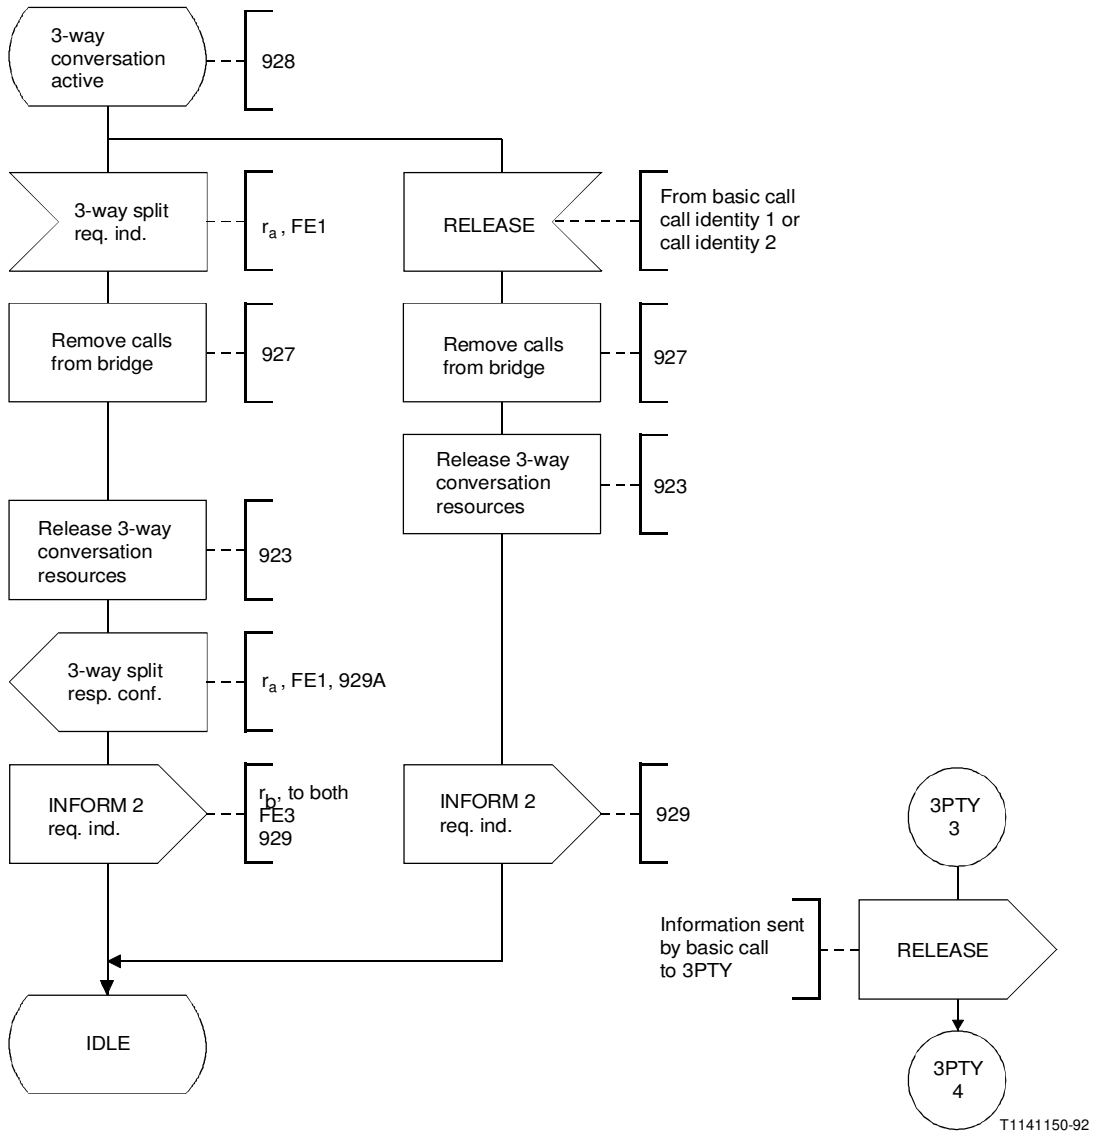 3-way
conversation
active
928
3-way split
req. ind.
ra , FE1
RELEASE
From basic call
call identity 1 or
call identity 2
Remove calls
from bridge
927
Remove calls
from bridge
927
Release 3-way
conversation
resources
923
Release 3-way
conversation
resources
923
3-way split
resp. conf.
ra , FE1, 929A
INFORM 2
req. ind.
rb, to both
FE3
929
INFORM 2
req. ind.
929
3PTY
3
Information sent
by basic call
to 3PTY
RELEASE
IDLE
3PTY
4
T1141150-92